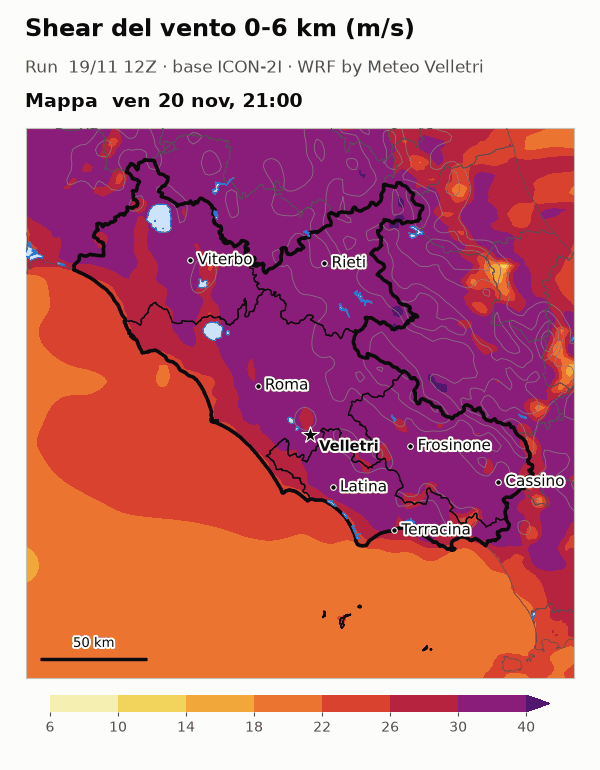 Shear del vento 0-6 km (m/s)
Run  19/11 12Z · base ICON-2I · WRF by Meteo Velletri
Mappa  ven 20 nov, 21:00
Viterbo
Rieti
Roma
Velletri
Frosinone
Cassino
Latina
Terracina
50 km
6 10 14 18 22 26 30 40